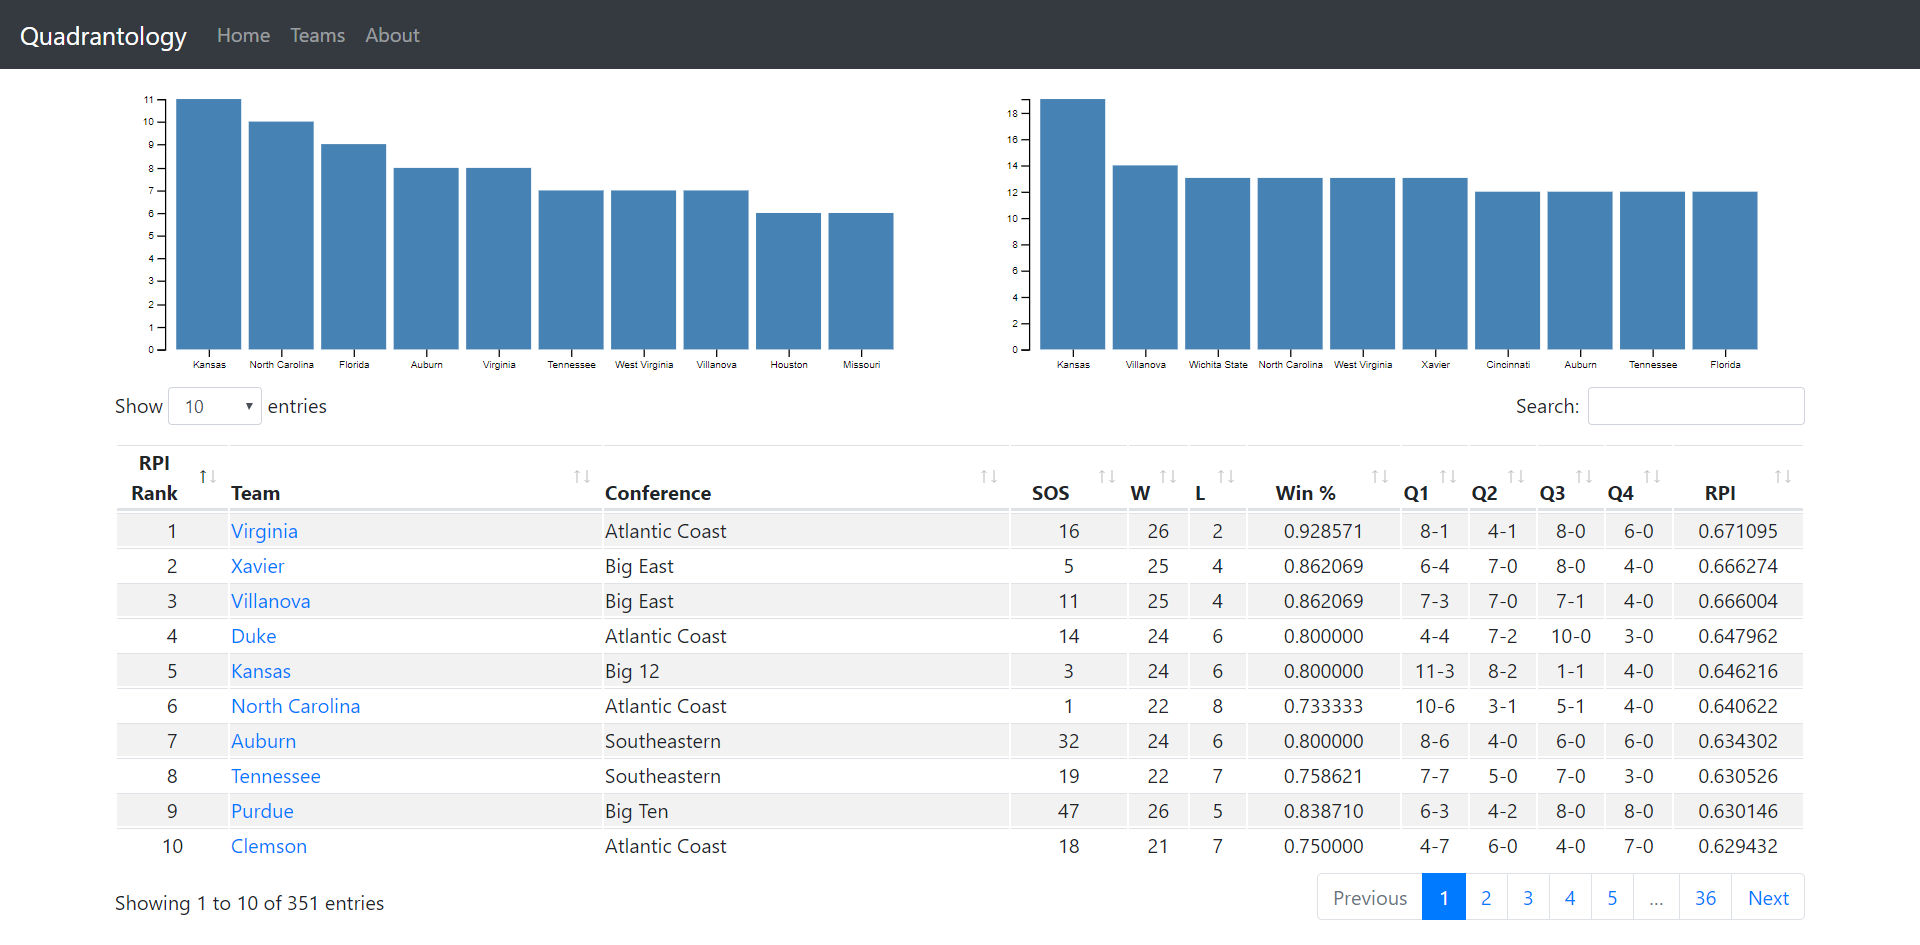 Quadrantology Home Teams About
11
10
9
8
7
6
5
4
3
2
1
0
Kansas North Carolina Florida Auburn Virginia Tennessee West Virginia Villanova Houston Missouri
18
16
14
12
10
8
6
4
2
0
Kansas Villanova Wichita State North Carolina West Virginia Xavier Cincinnati Auburn Tennessee Florida
Show 10 entries
Search:
RPI Rank Team Conference SOS W L Win % Q1 Q2 Q3 Q4 RPI
1 Virginia Atlantic Coast 16 26 2 0.928571 8-1 4-1 8-0 6-0 0.671095
2 Xavier Big East 5 25 4 0.862069 6-4 7-0 8-0 4-0 0.666274
3 Villanova Big East 11 25 4 0.862069 7-3 7-0 7-1 4-0 0.666004
4 Duke Atlantic Coast 14 24 6 0.800000 4-4 7-2 10-0 3-0 0.647962
5 Kansas Big 12 3 24 6 0.800000 11-3 8-2 1-1 4-0 0.646216
6 North Carolina Atlantic Coast 1 22 8 0.733333 10-6 3-1 5-1 4-0 0.640622
7 Auburn Southeastern 32 24 6 0.800000 8-6 4-0 6-0 6-0 0.634302
8 Tennessee Southeastern 19 22 7 0.758621 7-7 5-0 7-0 3-0 0.630526
9 Purdue Big Ten 47 26 5 0.838710 6-3 4-2 8-0 8-0 0.630146
10 Clemson Atlantic Coast 18 21 7 0.750000 4-7 6-0 4-0 7-0 0.629432
Showing 1 to 10 of 351 entries
Previous 1 2 3 4 5 ... 36 Next